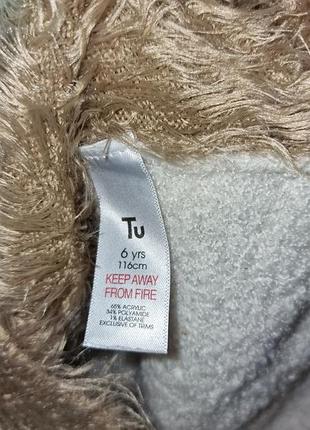 Tu
6 yrs
116cm
KEEP AWAY
FROM FIRE
65% ACRYLIC
34% POLYAMIDE
1% ELASTANE
EXCLUSIVE OF TRIMS